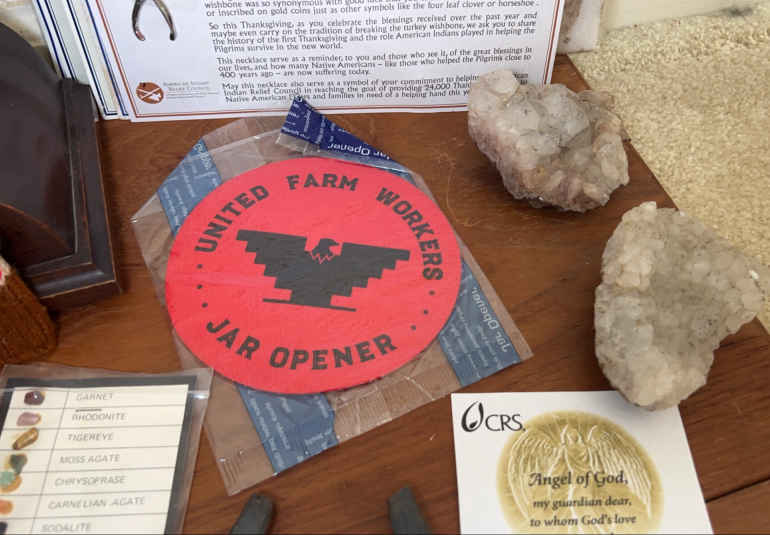 wishbone was so synonymous with good luck
or inscribed on gold coins just as other symbols like the four leaf clover or horseshoe.
So this Thanksgiving, as you celebrate the blessings received over the past year and
maybe even carry on the tradition of breaking the turkey wishbone, we ask you to share
the history of the first Thanksgiving and the role American Indians played in helping the
Pilgrims survive in the new world.
This necklace serve as a reminder, to you and those who see it, of the great blessings in
our lives, and how many Native Americans – like those who helped the Pilgrims close to
400 years ago – are now suffering today.
May this necklace also serve as a symbol of your commitment to helping American
Indian Relief Council in reaching the goal of providing 24,000 Thanksgiving
Native American and families in need of a helping hand this
AMERICAN INDIAN
RELIEF COUNCIL
Jar Opener
UNITED FARM WORKERS
JAR OPENER
Jar Opener
GARNET
RHODONITE
TIGEREYE
MOSS AGATE
CHRYSOPRASE
CARNELIAN AGATE
SODALITE
CRS
Angel of God,
my guardian dear,
to whom God's love